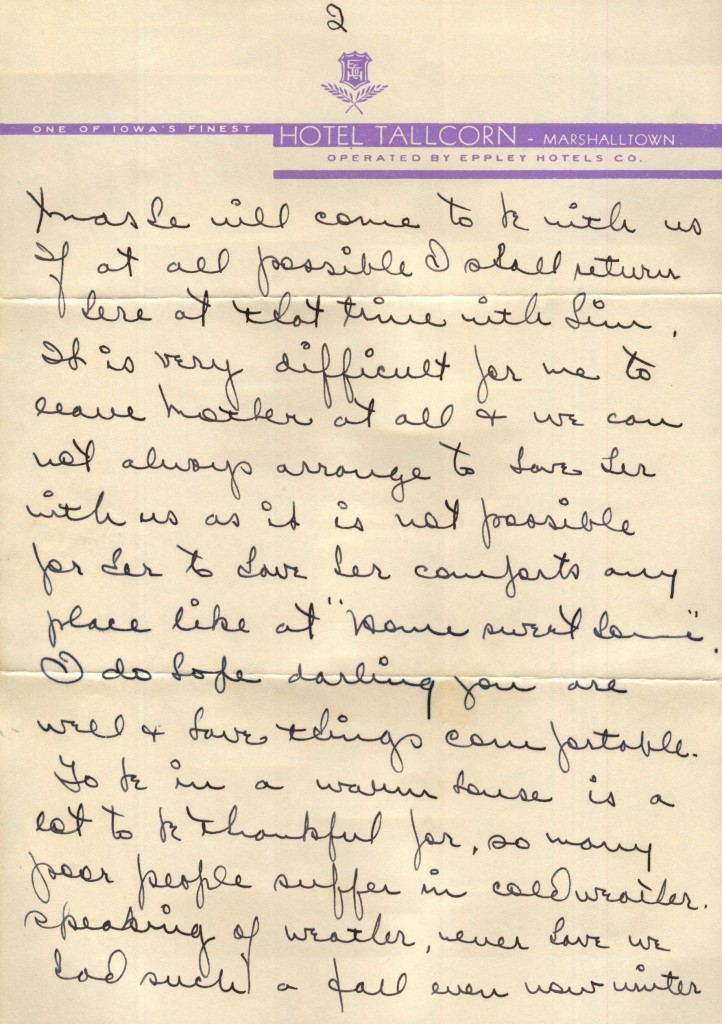 2
ONE OF IOWA'S FINEST
HOTEL TALLCORN - MARSHALLTOWN
OPERATED BY EPPLEY HOTELS CO.
Xmas he will come to be with us
If at all possible I shall return
here at that time with him.
It is very difficult for me to
leave Mother at all & we can
not always arrange to have her
with us as it is not possible
for her to have her comforts any
place like at "home sweet home".
I do hope darling you are
well & have things comfortable.
To be in a warm house is a
lot to be thankful for, so many
poor people suffer in cold weather.
speaking of weather, never have we
had such a fall even now winter